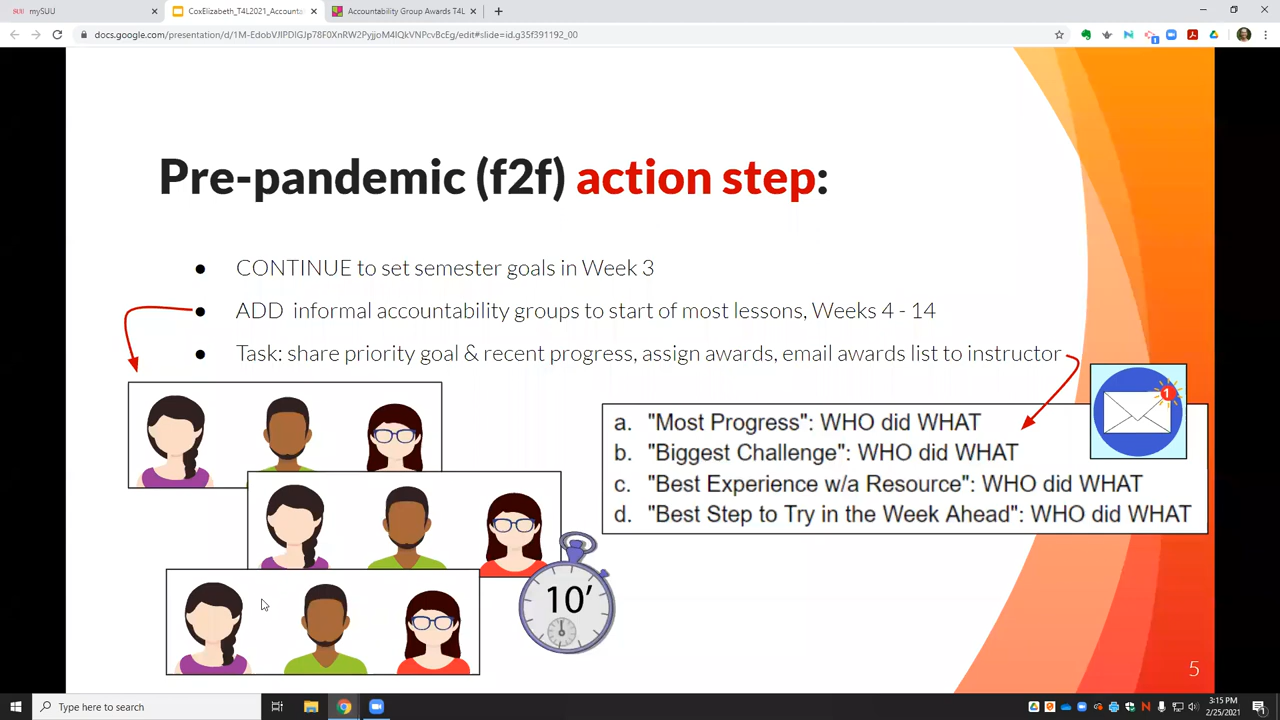 SUU mySUU
CoxElizabeth_T4L2021_Accounta
Accountability Group Awards T4L
docs.google.com/presentation/d/1M-EdobVJlPDIGJp78F0XnRW2PyjjoM4IQkVNPcvBcEg/edit#slide=id.g35f391192_00
Pre-pandemic (f2f) action step:
● CONTINUE to set semester goals in Week 3
● ADD informal accountability groups to start of most lessons, Weeks 4 - 14
● Task: share priority goal & recent progress, assign awards, email awards list to instructor
1
a. "Most Progress": WHO did WHAT
b. "Biggest Challenge": WHO did WHAT
c. "Best Experience w/a Resource": WHO did WHAT
d. "Best Step to Try in the Week Ahead": WHO did WHAT
10′
5
Type here to search
3:15 PM
2/25/2021